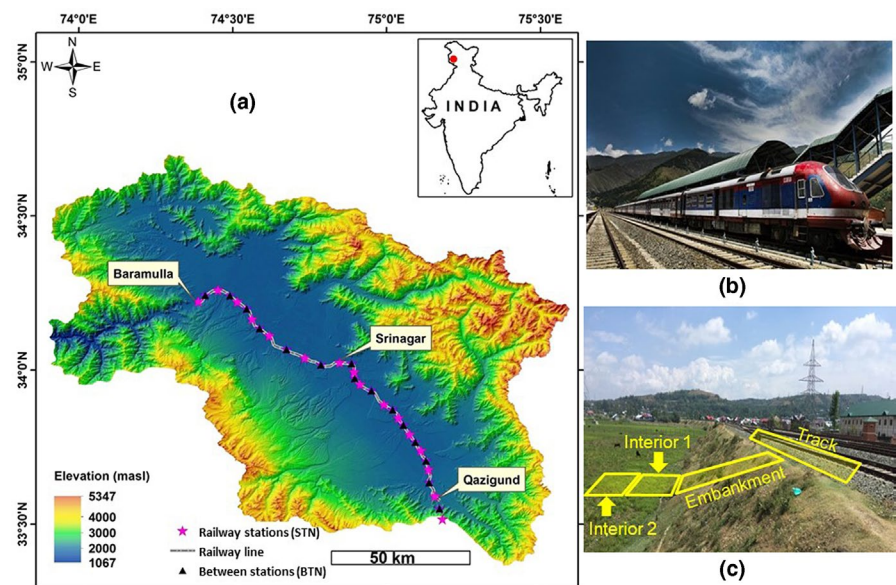 74°0'E 74°30'E 75°0'E 75°30'E
35°0'N
34°30'N
34°0'N
33°30'N
N
W E
S
(a)
INDIA
Baramulla
Srinagar
Qazigund
Elevation (masl)
5347
4000
3000
2000
1067
Railway stations (STN)
Railway line
Between stations (BTN)
50 km
(b)
Interior 1
Interior 2
Embankment
Track
(c)